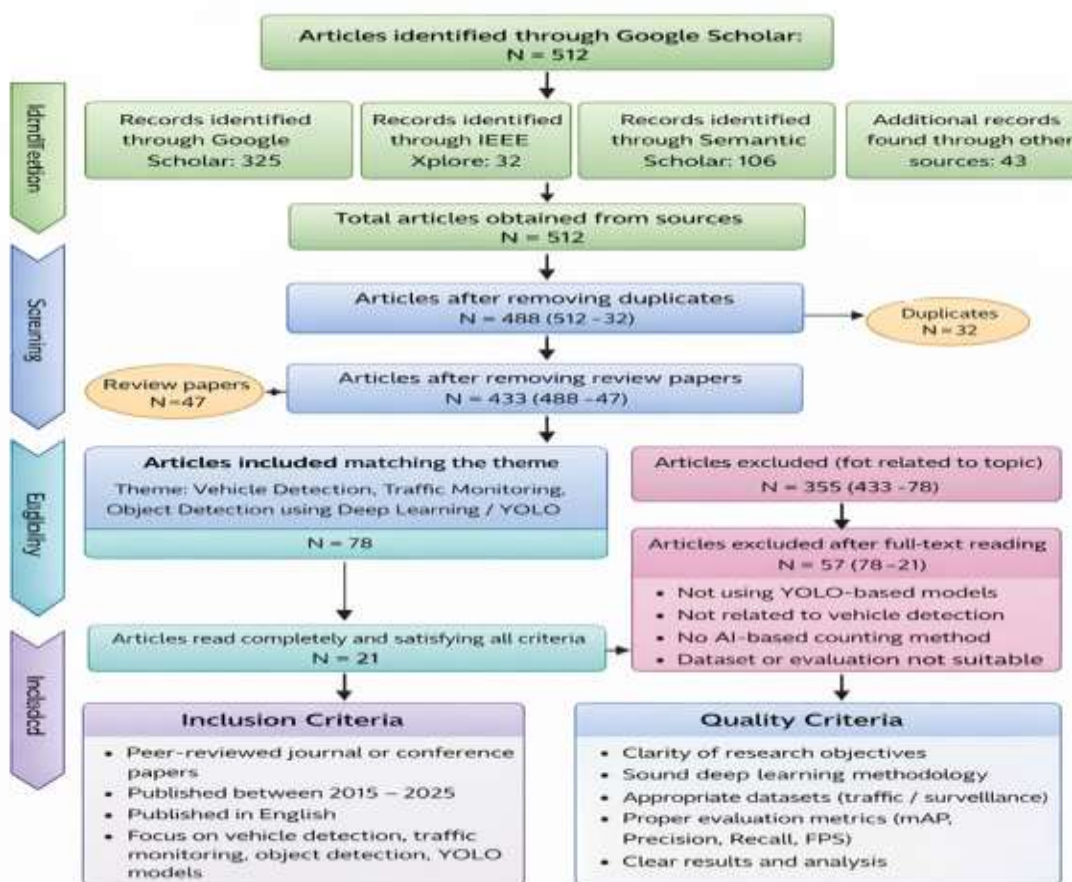 Articles identified through Google Scholar:
N = 512
Records identified
through Google
Scholar: 325
Records identified
through IEEE
Xplore: 32
Records identified
through Semantic
Scholar: 106
Additional records
found through other
sources: 43
Total articles obtained from sources
N = 512
Screening
Articles after removing duplicates
N = 488 (512 - 32)
Duplicates
N = 32
Review papers
N = 47
Articles after removing review papers
N = 433 (488 - 47)
Articles included matching the theme
Theme: Vehicle Detection, Traffic Monitoring,
Object Detection using Deep Learning / YOLO
N = 78
Articles excluded (fot related to topic)
N = 355 (433 - 78)
Articles excluded after full-text reading
N = 57 (78 - 21)
• Not using YOLO-based models
• Not related to vehicle detection
• No AI-based counting method
• Dataset or evaluation not suitable
Articles read completely and satisfying all criteria
N = 21
Inclusion Criteria
• Peer-reviewed journal or conference
papers
• Published between 2015 – 2025
• Published in English
• Focus on vehicle detection, traffic
monitoring, object detection, YOLO
models
Quality Criteria
• Clarity of research objectives
• Sound deep learning methodology
• Appropriate datasets (traffic / surveillance)
• Proper evaluation metrics (mAP,
Precision, Recall, FPS)
• Clear results and analysis